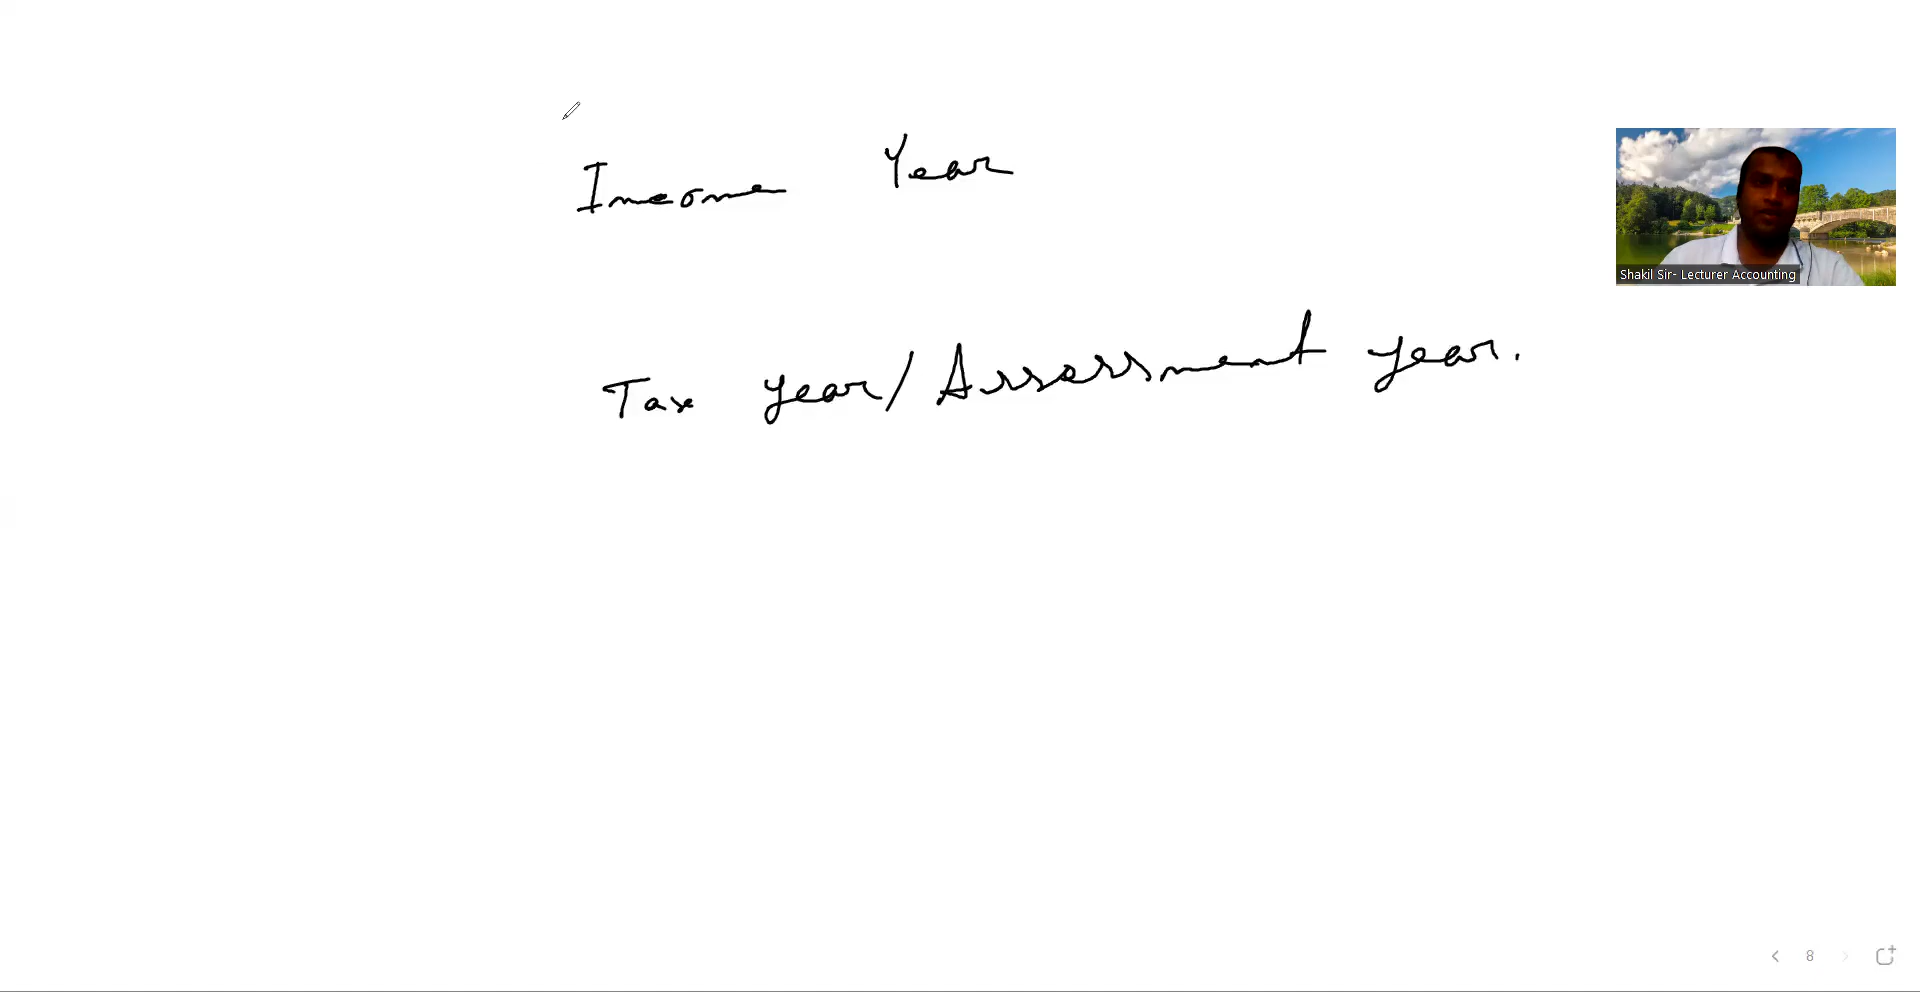 Income Year
Shakil Sir- Lecturer Accounting
Tax year/Assessment year.
8